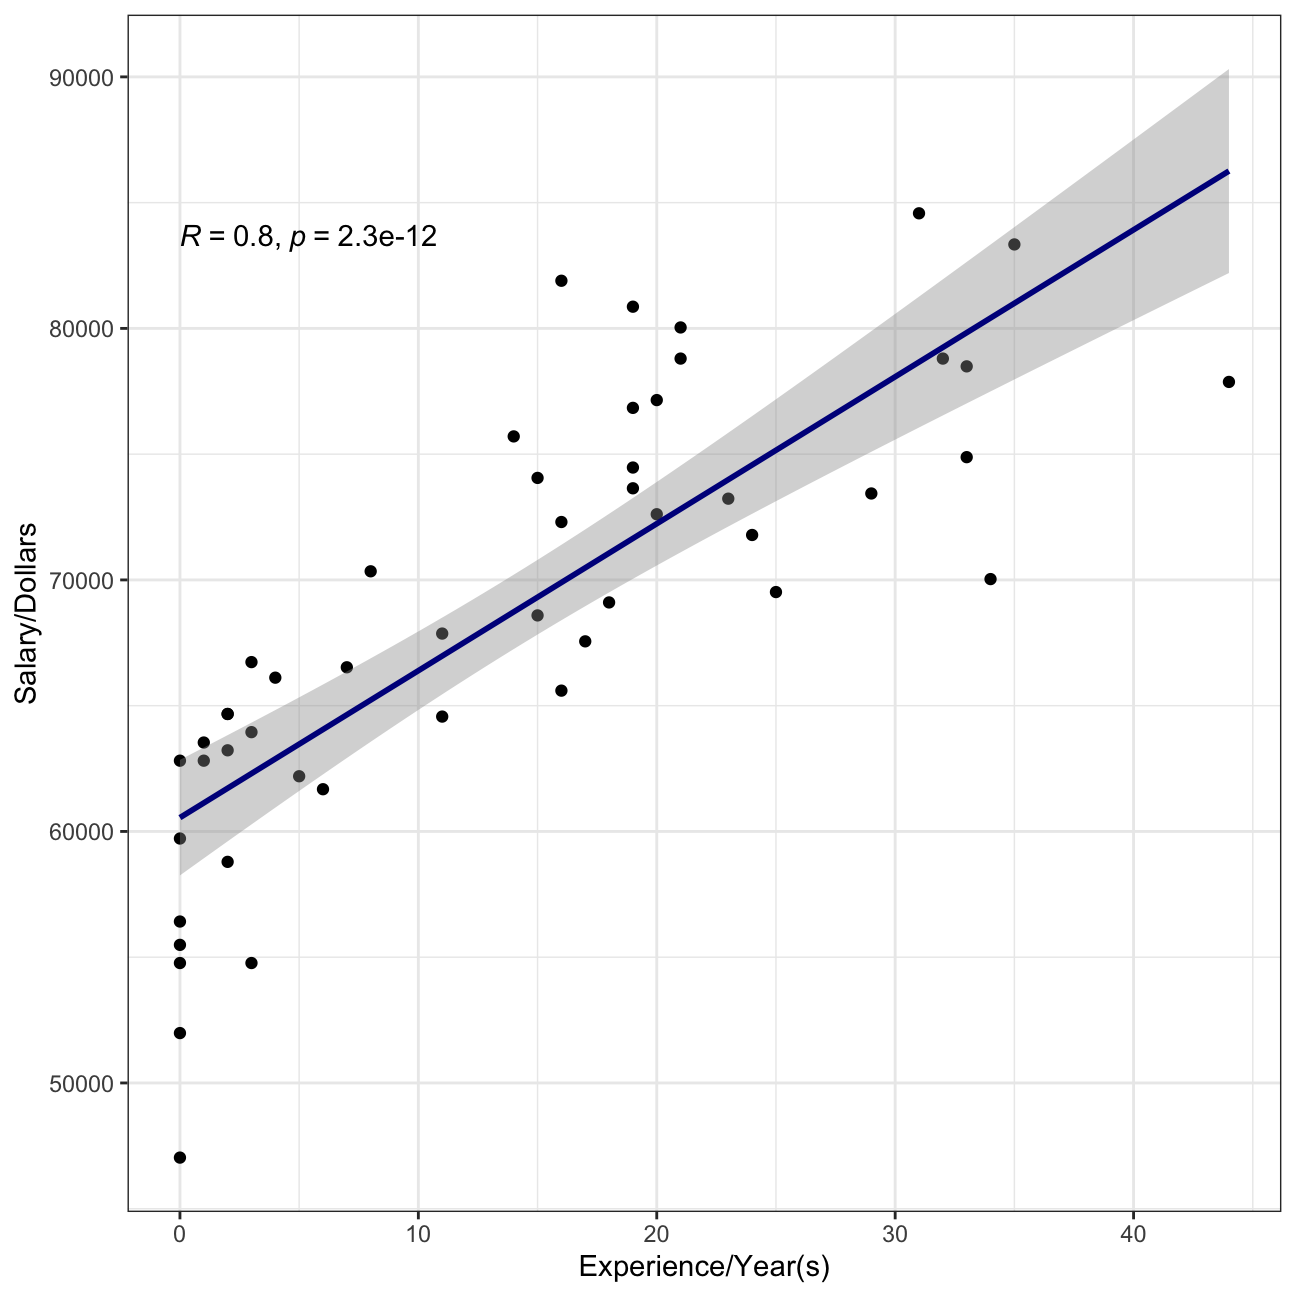 90000
R = 0.8, p = 2.3e-12
80000
70000
Salary/Dollars
60000
50000
0 10 20 30 40
Experience/Year(s)